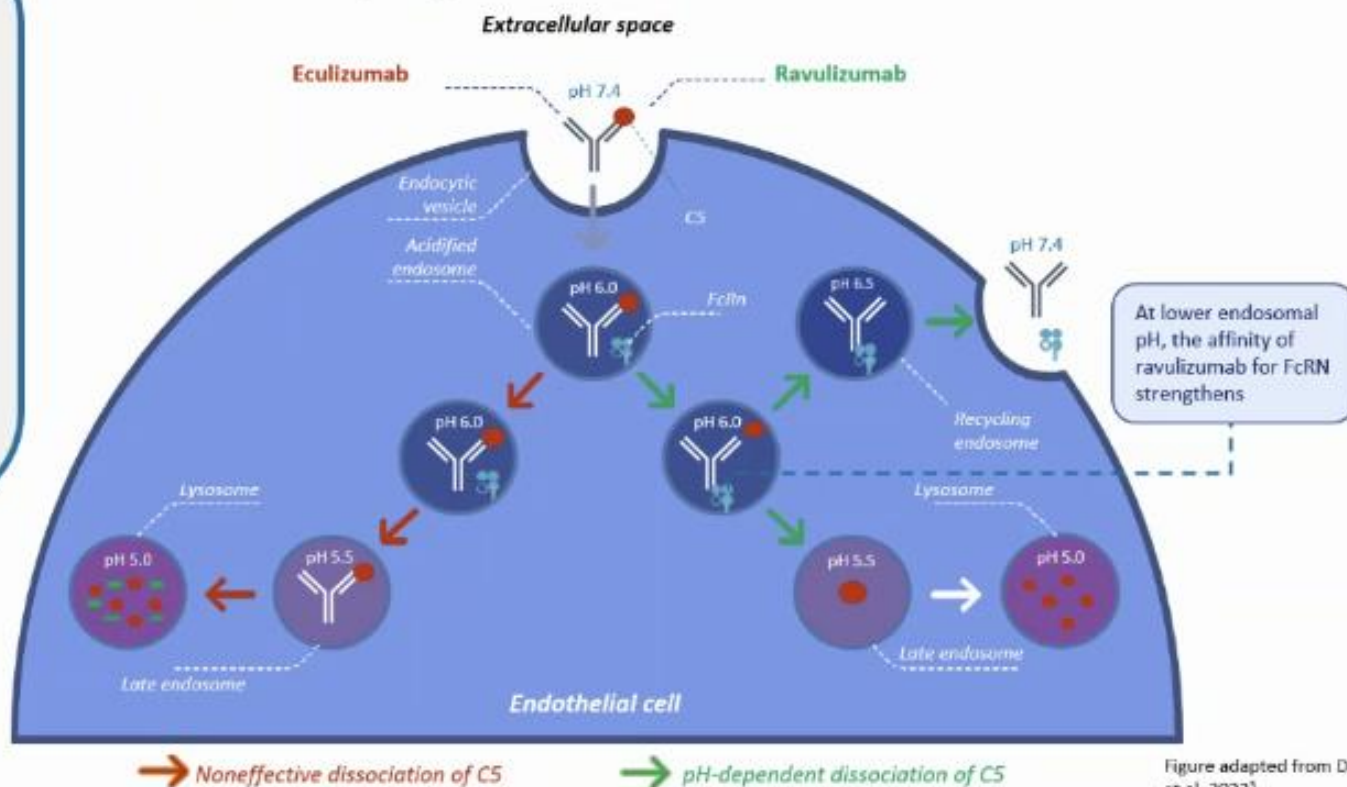 Extracellular space
Eculizumab
Ravulizumab
pH 7.4
Endocytic
vesicle
C5
Acidified
endosome
pH 6.0
FcRn
pH 6.5
pH 7.4
At lower endosomal
pH, the affinity of
ravulizumab for FcRN
strengthens
Recycling
endosome
pH 6.0
pH 6.0
Lysosome
Lysosome
pH 5.0
pH 5.5
pH 5.5
pH 5.0
Late endosome
Late endosome
Endothelial cell
Noneffective dissociation of C5
pH-dependent dissociation of C5
Figure adapted from D